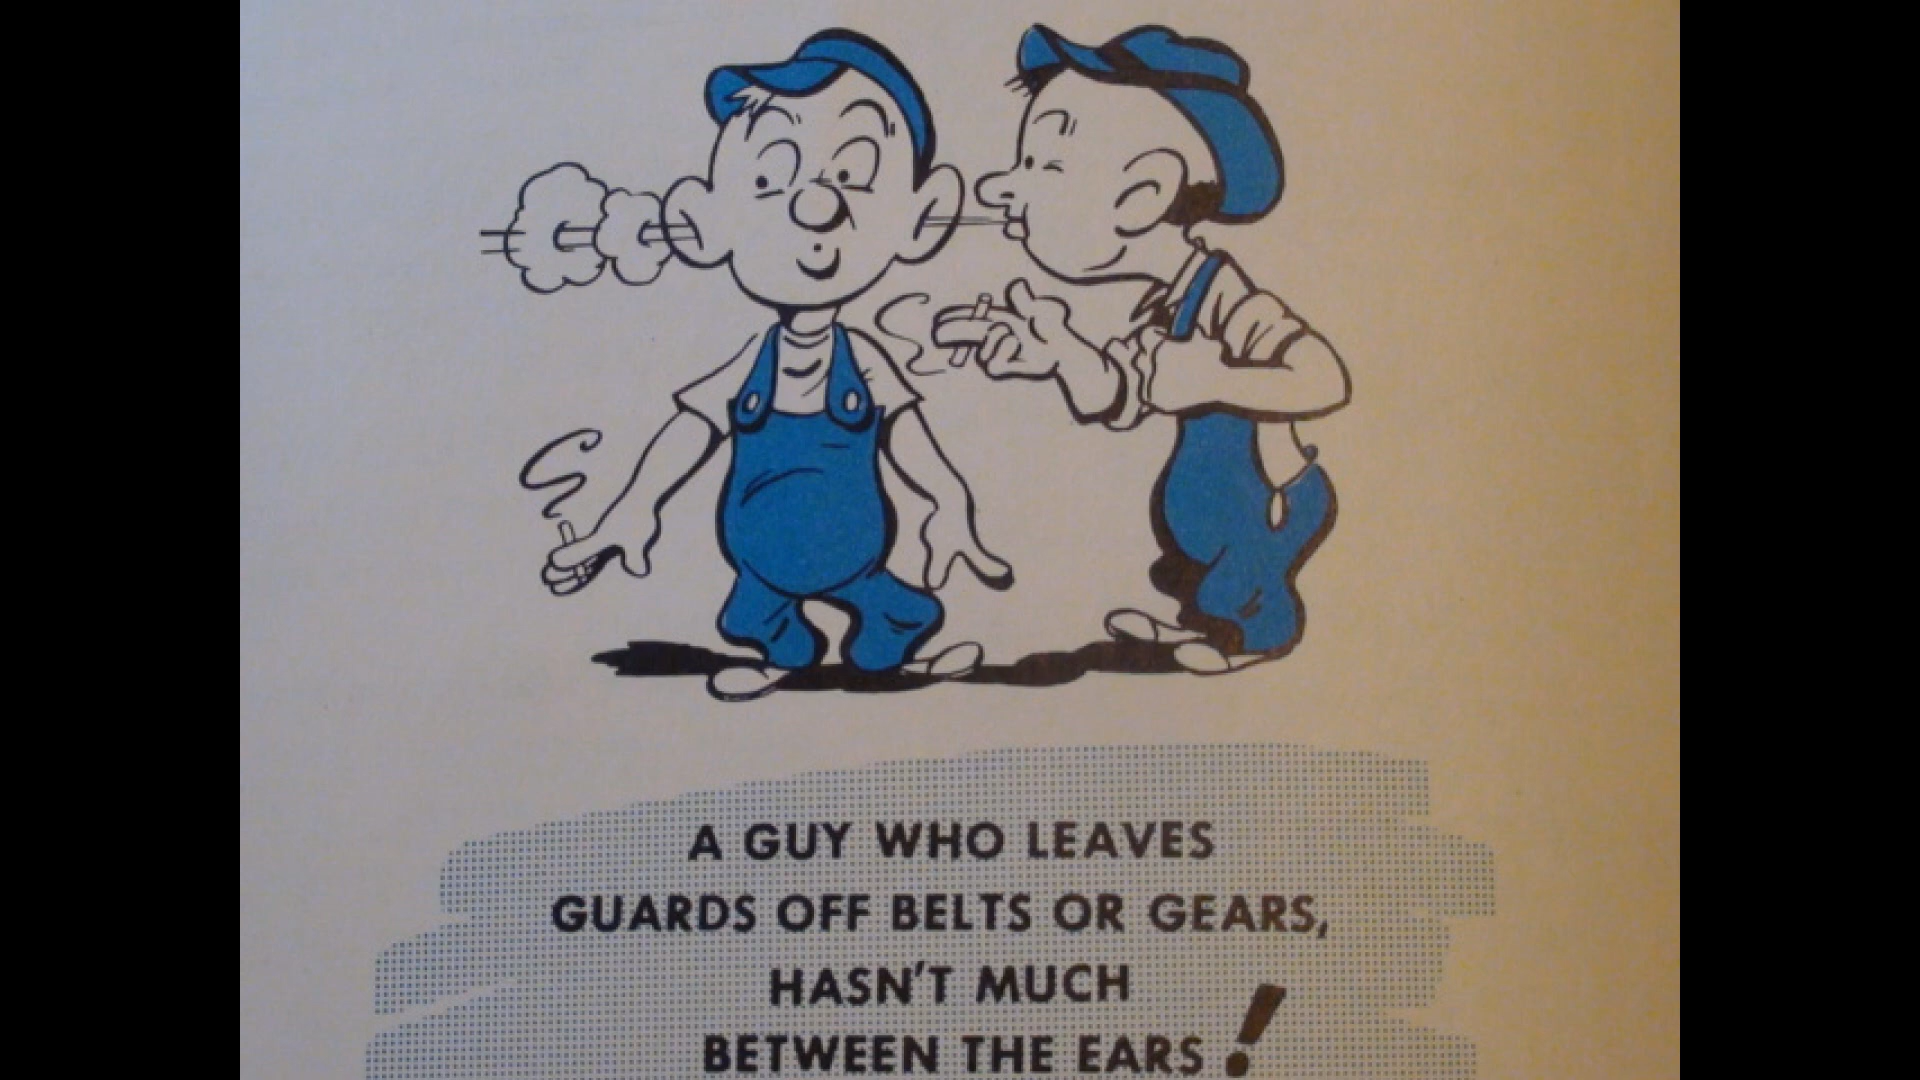 A GUY WHO LEAVES
GUARDS OFF BELTS OR GEARS,
HASN'T MUCH
BETWEEN THE EARS!